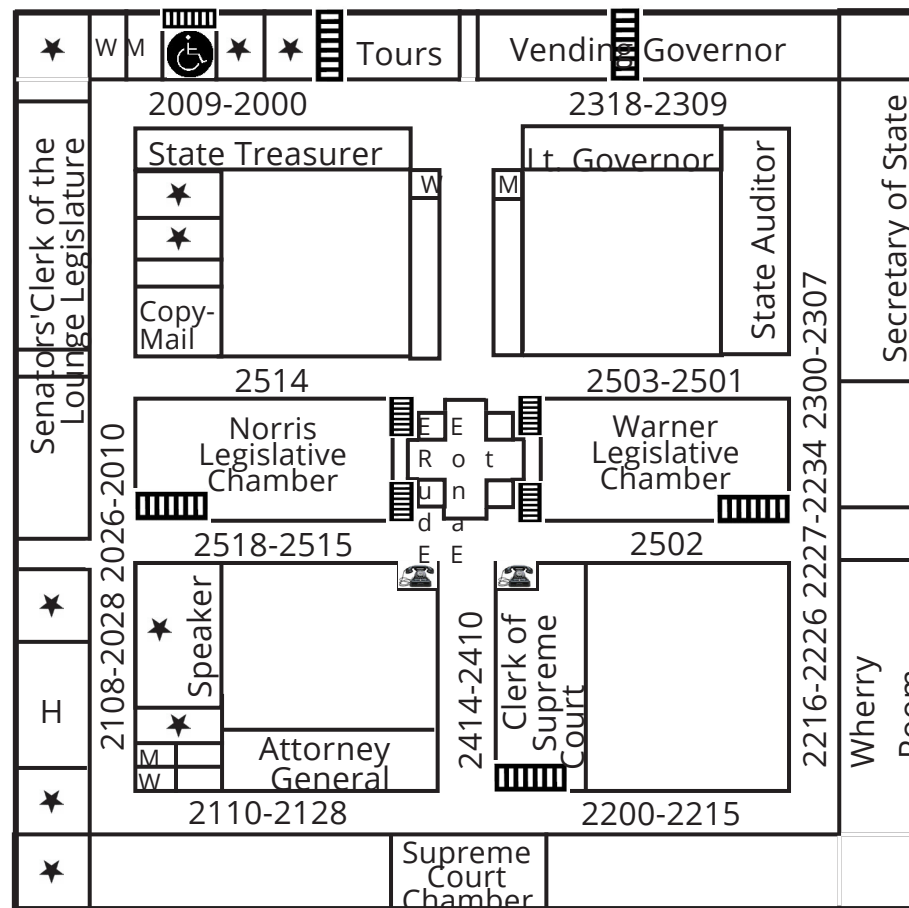 W M
Tours
Vending Governor
2009-2000
2318-2309
State Treasurer
W
M
Lt. Governor
State Auditor
Secretary of State
Senators'Clerk of the
Lounge Legislature
Copy-
Mail
2514
2503-2501
2300-2307
Norris
Legislative
Chamber
E E
R o t
u n
d a
E E
Warner
Legislative
Chamber
2026-2010
2227-2234
2518-2515
2502
2108-2028
Speaker
2414-2410
Clerk of
Supreme
Court
2216-2226
Wherry
Room
H
M
W
Attorney
General
2110-2128
2200-2215
Supreme
Court
Chamber